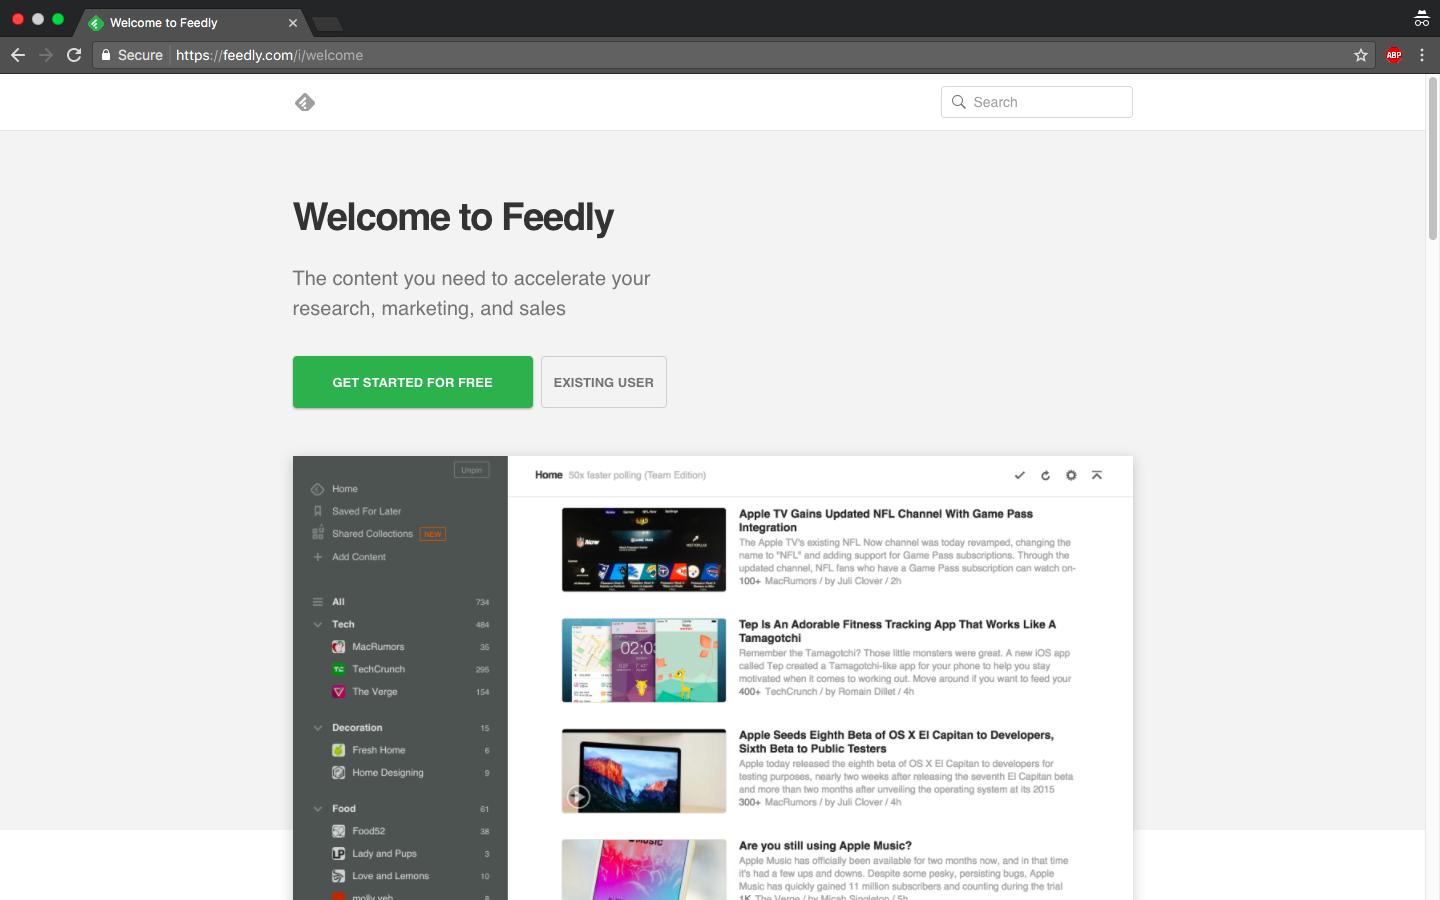 Welcome to Feedly
Secure https://feedly.com/i/welcome
ABP
Search
Welcome to Feedly
The content you need to accelerate your
research, marketing, and sales
GET STARTED FOR FREE
EXISTING USER
Unpin
Home
Saved For Later
Shared Collections NEW
Add Content
All 734
Tech 484
MacRumors 35
TechCrunch 295
The Verge 154
Decoration 15
Fresh Home 6
Home Designing 9
Food 61
Food52 38
Lady and Pups 3
Love and Lemons 10
molly yeh 8
Home 50x faster polling (Team Edition)
Apple TV Gains Updated NFL Channel With Game Pass
Integration
The Apple TV's existing NFL Now channel was today revamped, changing the
name to "NFL" and adding support for Game Pass subscriptions. Through the
updated channel, NFL fans who have a Game Pass subscription can watch on-
100+ MacRumors / by Juli Clover / 2h
Tep Is An Adorable Fitness Tracking App That Works Like A
Tamagotchi
Remember the Tamagotchi? Those little monsters were great. A new iOS app
called Tep created a Tamagotchi-like app for your phone to help you stay
motivated when it comes to working out. Move around if you want to feed your
400+ TechCrunch / by Romain Dillet / 4h
Apple Seeds Eighth Beta of OS X El Capitan to Developers,
Sixth Beta to Public Testers
Apple today released the eighth beta of OS X El Capitan to developers for
testing purposes, nearly two weeks after releasing the seventh El Capitan beta
and more than two months after unveiling the operating system at its 2015
300+ MacRumors / by Juli Clover / 4h
Are you still using Apple Music?
Apple Music has officially been available for two months now, and in that time
it's had a few ups and downs. Despite some pesky, persisting bugs, Apple
Music has quickly gained 11 million subscribers and counting during the trial
1K The Verge / by Micah Singleton / 5h